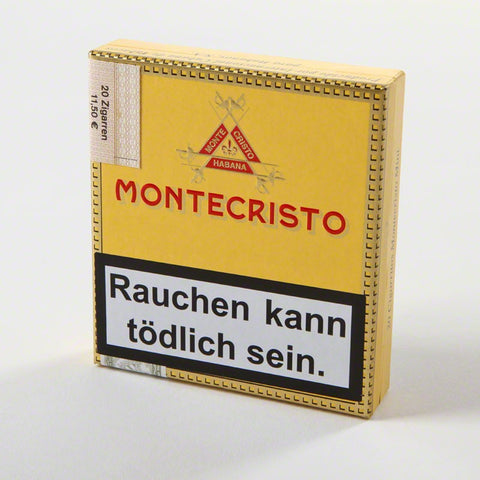 20 Zigarren
11,50 €
MONTE CRISTO
HABANA
MONTECRISTO
Rauchen kann
tödlich sein.